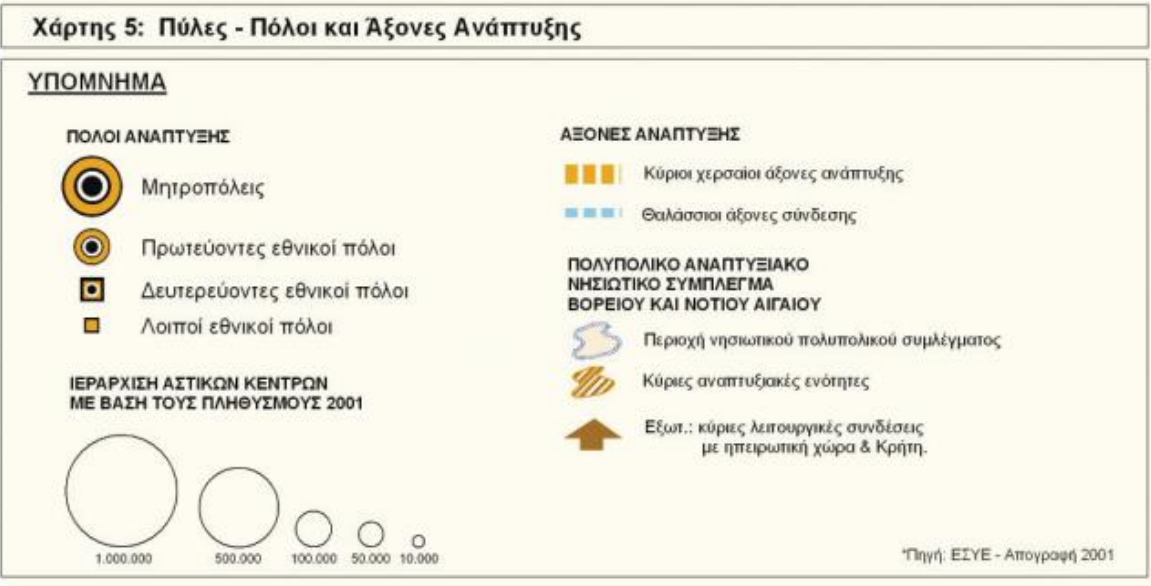 Χάρτης 5: Πύλες - Πόλοι και Άξονες Ανάπτυξης
ΥΠΟΜΝΗΜΑ
ΠΟΛΟΙ ΑΝΑΠΤΥΞΗΣ
Μητροπόλεις
Πρωτεύοντες εθνικοί πόλοι
Δευτερεύοντες εθνικοί πόλοι
Λοιποί εθνικοί πόλοι
ΙΕΡΑΡΧΙΣΗ ΑΣΤΙΚΩΝ ΚΕΝΤΡΩΝ
ΜΕ ΒΑΣΗ ΤΟΥΣ ΠΛΗΘΥΣΜΟΥΣ 2001
1.000.000 500.000 100.000 50.000 10.000
ΑΞΟΝΕΣ ΑΝΑΠΤΥΞΗΣ
Κύριοι χερσαίοι άξονες ανάπτυξης
Θαλάσσιοι άξονες σύνδεσης
ΠΟΛΥΠΟΛΙΚΟ ΑΝΑΠΤΥΞΙΑΚΟ
ΝΗΣΙΩΤΙΚΟ ΣΥΜΠΛΕΓΜΑ
ΒΟΡΕΙΟΥ ΚΑΙ ΝΟΤΙΟΥ ΑΙΓΑΙΟΥ
Περιοχή νησιωτικού πολυπολικού συμλέγματος
Κύριες αναπτυξιακές ενότητες
Εξωτ.: κύριες λειτουργικές συνδέσεις
με ηπειρωτική χώρα & Κρήτη.
*Πηγή: ΕΣΥΕ - Απογραφή 2001